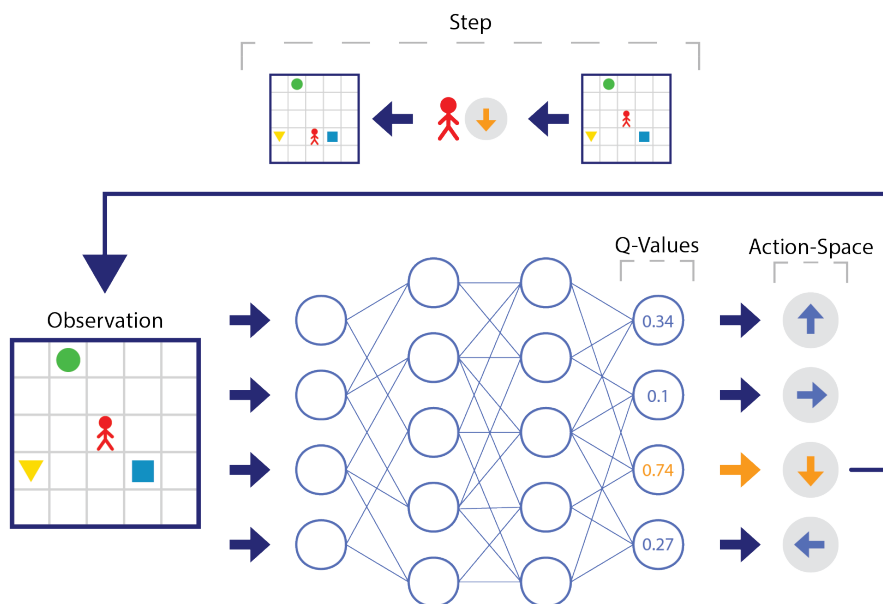 Step
Q-Values
Action-Space
Observation
0.34
0.1
0.74
0.27